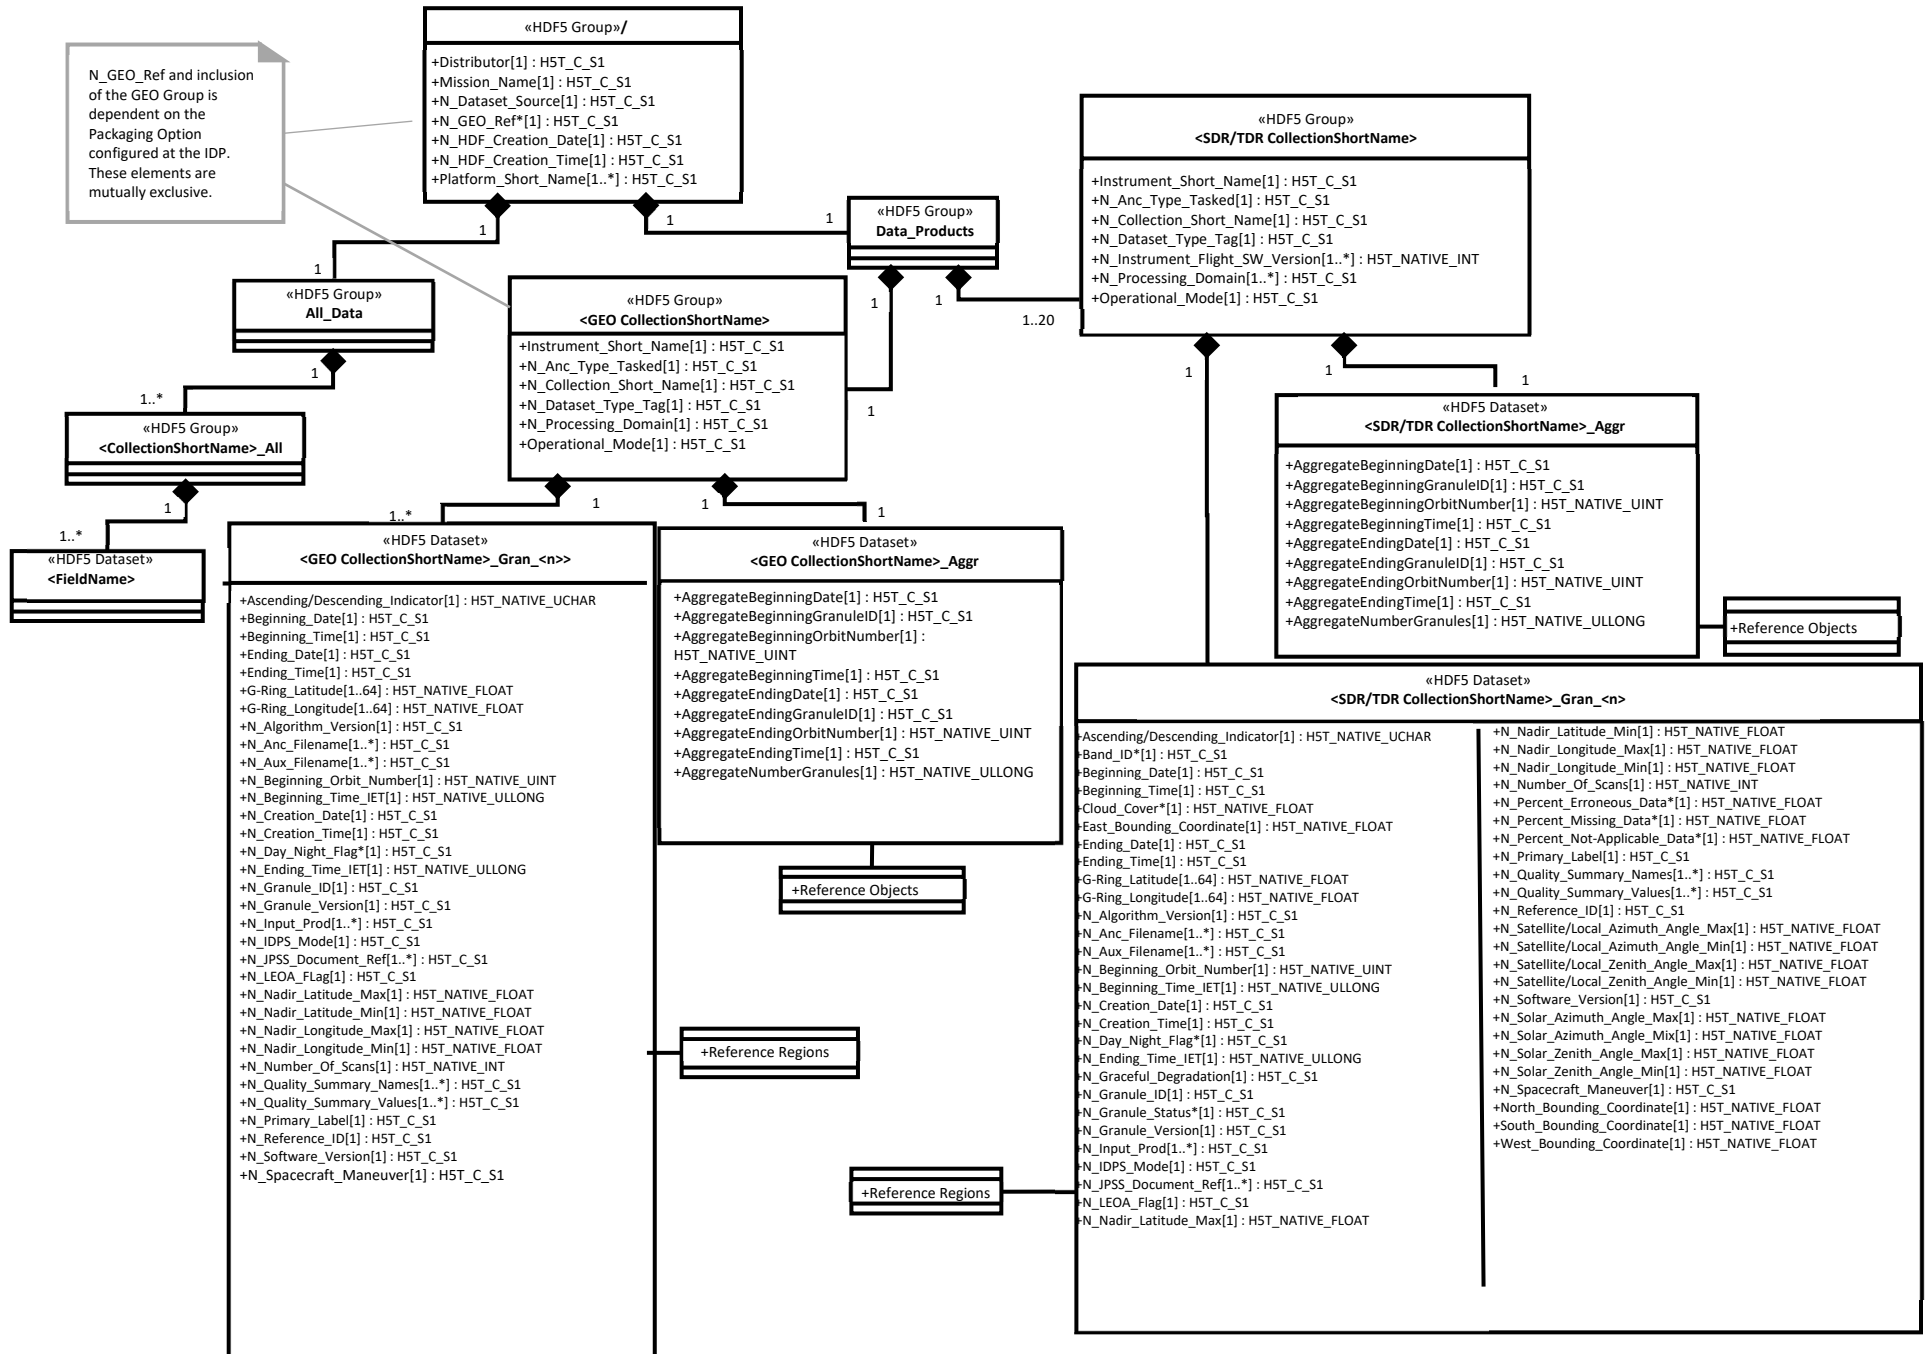 «HDF5 Group»/
+Distributor[1] : H5T_C_S1
+Mission_Name[1] : H5T_C_S1
+N_Dataset_Source[1] : H5T_C_S1
+N_GEO_Ref*[1] : H5T_C_S1
+N_HDF_Creation_Date[1] : H5T_C_S1
+N_HDF_Creation_Time[1] : H5T_C_S1
+Platform_Short_Name[1..*] : H5T_C_S1
N_GEO_Ref and inclusion
of the GEO Group is
dependent on the
Packaging Option
configured at the IDP.
These elements are
mutually exclusive.
1
1
1
1
«HDF5 Group»
Data_Products
1
1
1
1..20
«HDF5 Group»
<SDR/TDR CollectionShortName>
+Instrument_Short_Name[1] : H5T_C_S1
+N_Anc_Type_Tasked[1] : H5T_C_S1
+N_Collection_Short_Name[1] : H5T_C_S1
+N_Dataset_Type_Tag[1] : H5T_C_S1
+N_Instrument_Flight_SW_Version[1..*] : H5T_NATIVE_INT
+N_Processing_Domain[1..*] : H5T_C_S1
+Operational_Mode[1] : H5T_C_S1
1
1
1
«HDF5 Group»
All_Data
1
1..*
«HDF5 Group»
<CollectionShortName>_All
1
1..*
«HDF5 Dataset»
<FieldName>
«HDF5 Group»
<GEO CollectionShortName>
+Instrument_Short_Name[1] : H5T_C_S1
+N_Anc_Type_Tasked[1] : H5T_C_S1
+N_Collection_Short_Name[1] : H5T_C_S1
+N_Dataset_Type_Tag[1] : H5T_C_S1
+N_Processing_Domain[1] : H5T_C_S1
+Operational_Mode[1] : H5T_C_S1
1
1..*
1
1
«HDF5 Dataset»
<GEO CollectionShortName>_Gran_<n>>
+Ascending/Descending_Indicator[1] : H5T_NATIVE_UCHAR
+Beginning_Date[1] : H5T_C_S1
+Beginning_Time[1] : H5T_C_S1
+Ending_Date[1] : H5T_C_S1
+Ending_Time[1] : H5T_C_S1
+G-Ring_Latitude[1..64] : H5T_NATIVE_FLOAT
+G-Ring_Longitude[1..64] : H5T_NATIVE_FLOAT
+N_Algorithm_Version[1] : H5T_C_S1
+N_Anc_Filename[1..*] : H5T_C_S1
+N_Aux_Filename[1..*] : H5T_C_S1
+N_Beginning_Orbit_Number[1] : H5T_NATIVE_UINT
+N_Beginning_Time_IET[1] : H5T_NATIVE_ULLONG
+N_Creation_Date[1] : H5T_C_S1
+N_Creation_Time[1] : H5T_C_S1
+N_Day_Night_Flag*[1] : H5T_C_S1
+N_Ending_Time_IET[1] : H5T_NATIVE_ULLONG
+N_Granule_ID[1] : H5T_C_S1
+N_Granule_Version[1] : H5T_C_S1
+N_Input_Prod[1..*] : H5T_C_S1
+N_IDPS_Mode[1] : H5T_C_S1
+N_JPSS_Document_Ref[1..*] : H5T_C_S1
+N_LEOA_FLag[1] : H5T_C_S1
+N_Nadir_Latitude_Max[1] : H5T_NATIVE_FLOAT
+N_Nadir_Latitude_Min[1] : H5T_NATIVE_FLOAT
+N_Nadir_Longitude_Max[1] : H5T_NATIVE_FLOAT
+N_Nadir_Longitude_Min[1] : H5T_NATIVE_FLOAT
+N_Number_Of_Scans[1] : H5T_NATIVE_INT
+N_Quality_Summary_Names[1..*] : H5T_C_S1
+N_Quality_Summary_Values[1..*] : H5T_C_S1
+N_Primary_Label[1] : H5T_C_S1
+N_Reference_ID[1] : H5T_C_S1
+N_Software_Version[1] : H5T_C_S1
+N_Spacecraft_Maneuver[1] : H5T_C_S1
«HDF5 Dataset»
<GEO CollectionShortName>_Aggr
+AggregateBeginningDate[1] : H5T_C_S1
+AggregateBeginningGranuleID[1] : H5T_C_S1
+AggregateBeginningOrbitNumber[1] :
H5T_NATIVE_UINT
+AggregateBeginningTime[1] : H5T_C_S1
+AggregateEndingDate[1] : H5T_C_S1
+AggregateEndingGranuleID[1] : H5T_C_S1
+AggregateEndingOrbitNumber[1] : H5T_NATIVE_UINT
+AggregateEndingTime[1] : H5T_C_S1
+AggregateNumberGranules[1] : H5T_NATIVE_ULLONG
+Reference Objects
+Reference Regions
«HDF5 Dataset»
<SDR/TDR CollectionShortName>_Aggr
+AggregateBeginningDate[1] : H5T_C_S1
+AggregateBeginningGranuleID[1] : H5T_C_S1
+AggregateBeginningOrbitNumber[1] : H5T_NATIVE_UINT
+AggregateBeginningTime[1] : H5T_C_S1
+AggregateEndingDate[1] : H5T_C_S1
+AggregateEndingGranuleID[1] : H5T_C_S1
+AggregateEndingOrbitNumber[1] : H5T_NATIVE_UINT
+AggregateEndingTime[1] : H5T_C_S1
+AggregateNumberGranules[1] : H5T_NATIVE_ULLONG
+Reference Objects
«HDF5 Dataset»
<SDR/TDR CollectionShortName>_Gran_<n>
+Ascending/Descending_Indicator[1] : H5T_NATIVE_UCHAR
+Band_ID*[1] : H5T_C_S1
+Beginning_Date[1] : H5T_C_S1
+Beginning_Time[1] : H5T_C_S1
+Cloud_Cover*[1] : H5T_NATIVE_FLOAT
+East_Bounding_Coordinate[1] : H5T_NATIVE_FLOAT
+Ending_Date[1] : H5T_C_S1
+Ending_Time[1] : H5T_C_S1
+G-Ring_Latitude[1..64] : H5T_NATIVE_FLOAT
+G-Ring_Longitude[1..64] : H5T_NATIVE_FLOAT
+N_Algorithm_Version[1] : H5T_C_S1
+N_Anc_Filename[1..*] : H5T_C_S1
+N_Aux_Filename[1..*] : H5T_C_S1
+N_Beginning_Orbit_Number[1] : H5T_NATIVE_UINT
+N_Beginning_Time_IET[1] : H5T_NATIVE_ULLONG
+N_Creation_Date[1] : H5T_C_S1
+N_Creation_Time[1] : H5T_C_S1
+N_Day_Night_Flag*[1] : H5T_C_S1
+N_Ending_Time_IET[1] : H5T_NATIVE_ULLONG
+N_Graceful_Degradation[1] : H5T_C_S1
+N_Granule_ID[1] : H5T_C_S1
+N_Granule_Status*[1] : H5T_C_S1
+N_Granule_Version[1] : H5T_C_S1
+N_Input_Prod[1..*] : H5T_C_S1
+N_IDPS_Mode[1] : H5T_C_S1
+N_JPSS_Document_Ref[1..*] : H5T_C_S1
+N_LEOA_Flag[1] : H5T_C_S1
+N_Nadir_Latitude_Max[1] : H5T_NATIVE_FLOAT
+N_Nadir_Latitude_Min[1] : H5T_NATIVE_FLOAT
+N_Nadir_Longitude_Max[1] : H5T_NATIVE_FLOAT
+N_Nadir_Longitude_Min[1] : H5T_NATIVE_FLOAT
+N_Number_Of_Scans[1] : H5T_NATIVE_INT
+N_Percent_Erroneous_Data*[1] : H5T_NATIVE_FLOAT
+N_Percent_Missing_Data*[1] : H5T_NATIVE_FLOAT
+N_Percent_Not-Applicable_Data*[1] : H5T_NATIVE_FLOAT
+N_Primary_Label[1] : H5T_C_S1
+N_Quality_Summary_Names[1..*] : H5T_C_S1
+N_Quality_Summary_Values[1..*] : H5T_C_S1
+N_Reference_ID[1] : H5T_C_S1
+N_Satellite/Local_Azimuth_Angle_Max[1] : H5T_NATIVE_FLOAT
+N_Satellite/Local_Azimuth_Angle_Min[1] : H5T_NATIVE_FLOAT
+N_Satellite/Local_Zenith_Angle_Max[1] : H5T_NATIVE_FLOAT
+N_Satellite/Local_Zenith_Angle_Min[1] : H5T_NATIVE_FLOAT
+N_Software_Version[1] : H5T_C_S1
+N_Solar_Azimuth_Angle_Max[1] : H5T_NATIVE_FLOAT
+N_Solar_Azimuth_Angle_Mix[1] : H5T_NATIVE_FLOAT
+N_Solar_Zenith_Angle_Max[1] : H5T_NATIVE_FLOAT
+N_Solar_Zenith_Angle_Min[1] : H5T_NATIVE_FLOAT
+N_Spacecraft_Maneuver[1] : H5T_C_S1
+North_Bounding_Coordinate[1] : H5T_NATIVE_FLOAT
+South_Bounding_Coordinate[1] : H5T_NATIVE_FLOAT
+West_Bounding_Coordinate[1] : H5T_NATIVE_FLOAT
+Reference Regions